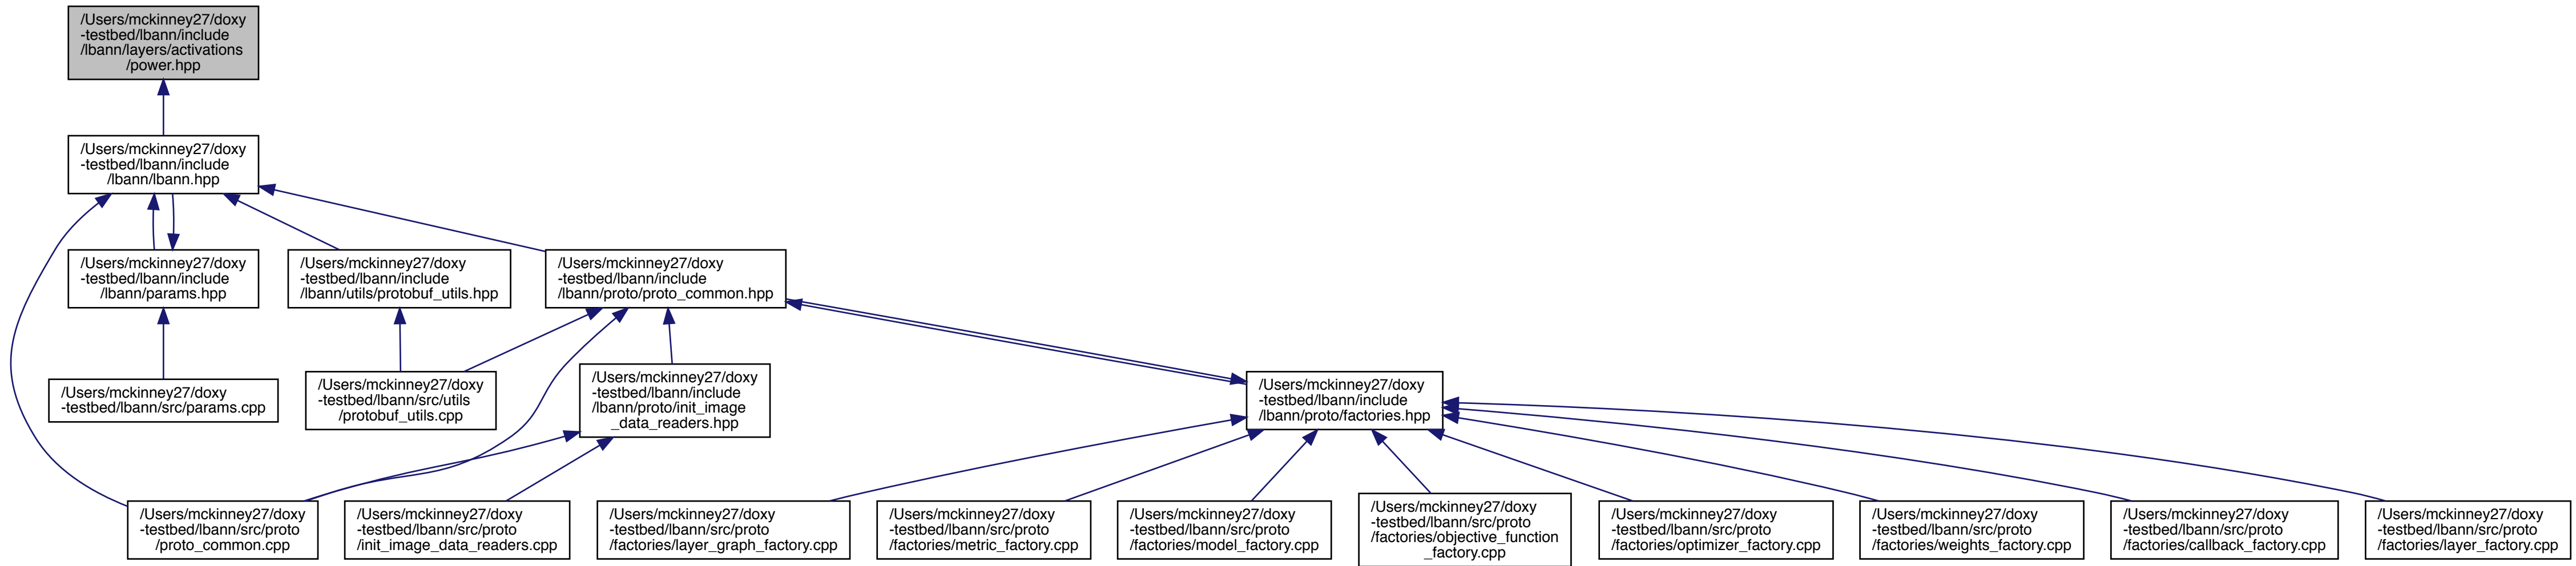 /Users/mckinney27/doxy
-testbed/lbann/include
/lbann/layers/activations
/power.hpp
/Users/mckinney27/doxy
-testbed/lbann/include
/lbann/lbann.hpp
/Users/mckinney27/doxy
-testbed/lbann/include
/lbann/params.hpp
/Users/mckinney27/doxy
-testbed/lbann/include
/lbann/utils/protobuf_utils.hpp
/Users/mckinney27/doxy
-testbed/lbann/include
/lbann/proto/proto_common.hpp
/Users/mckinney27/doxy
-testbed/lbann/src/params.cpp
/Users/mckinney27/doxy
-testbed/lbann/src/utils
/protobuf_utils.cpp
/Users/mckinney27/doxy
-testbed/lbann/include
/lbann/proto/init_image
_data_readers.hpp
/Users/mckinney27/doxy
-testbed/lbann/include
/lbann/proto/factories.hpp
/Users/mckinney27/doxy
-testbed/lbann/src/proto
/proto_common.cpp
/Users/mckinney27/doxy
-testbed/lbann/src/proto
/init_image_data_readers.cpp
/Users/mckinney27/doxy
-testbed/lbann/src/proto
/factories/layer_graph_factory.cpp
/Users/mckinney27/doxy
-testbed/lbann/src/proto
/factories/metric_factory.cpp
/Users/mckinney27/doxy
-testbed/lbann/src/proto
/factories/model_factory.cpp
/Users/mckinney27/doxy
-testbed/lbann/src/proto
/factories/objective_function
_factory.cpp
/Users/mckinney27/doxy
-testbed/lbann/src/proto
/factories/optimizer_factory.cpp
/Users/mckinney27/doxy
-testbed/lbann/src/proto
/factories/weights_factory.cpp
/Users/mckinney27/doxy
-testbed/lbann/src/proto
/factories/callback_factory.cpp
/Users/mckinney27/doxy
-testbed/lbann/src/proto
/factories/layer_factory.cpp